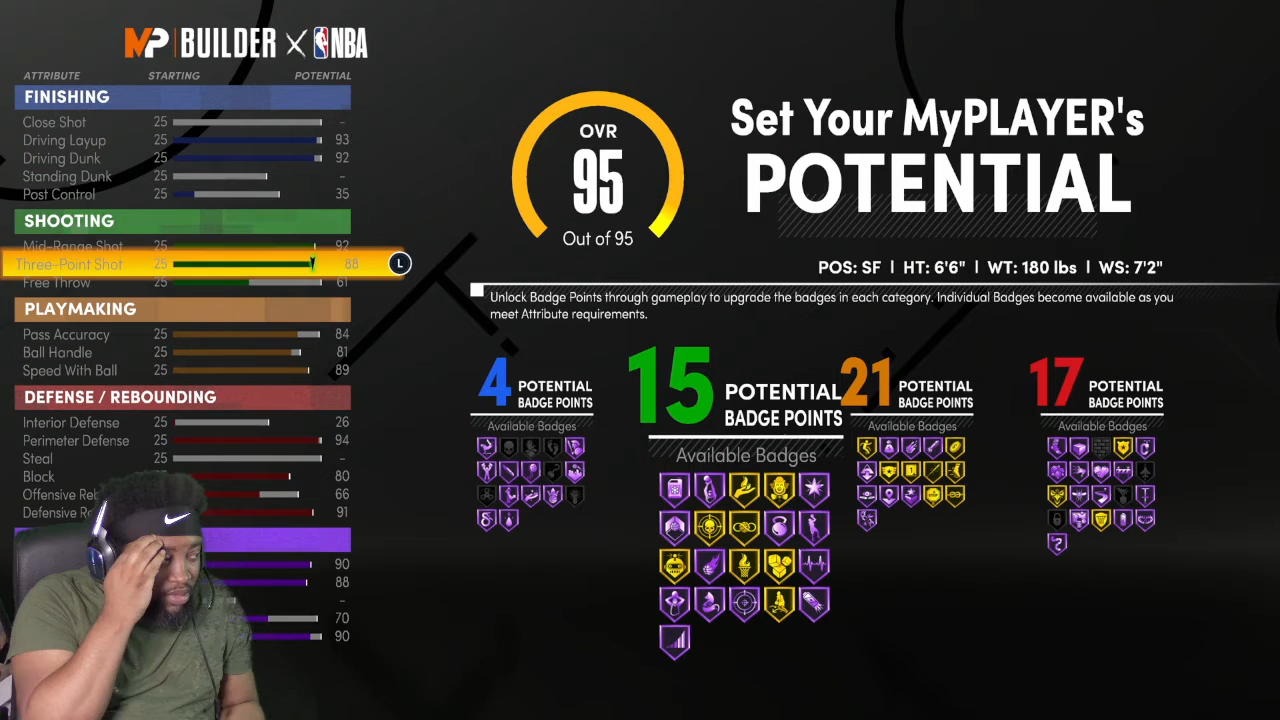 MP | BUILDER X NBA
ATTRIBUTE STARTING POTENTIAL
FINISHING
Close Shot 25 -
Driving Layup 25 93
Driving Dunk 25 92
Standing Dunk 25 -
Post Control 25 35
SHOOTING
Mid-Range Shot 25 92
Three-Point Shot 25 88 L
Free Throw 25 61
PLAYMAKING
Pass Accuracy 25 84
Ball Handle 25 81
Speed With Ball 25 89
DEFENSE / REBOUNDING
Interior Defense 25 26
Perimeter Defense 25 94
Steal 25 -
Block 25 80
Offensive Reb 25 66
Defensive Re 25 91
90
88
-
70
90
OVR
95
Out of 95
Set Your MyPLAYER's
POTENTIAL
POS: SF | HT: 6'6" | WT: 180 lbs | WS: 7'2"
Unlock Badge Points through gameplay to upgrade the badges in each category. Individual Badges become available as you
meet Attribute requirements.
4 POTENTIAL
BADGE POINTS
Available Badges
15 POTENTIAL
BADGE POINTS
Available Badges
21 POTENTIAL
BADGE POINTS
Available Badges
17 POTENTIAL
BADGE POINTS
Available Badges